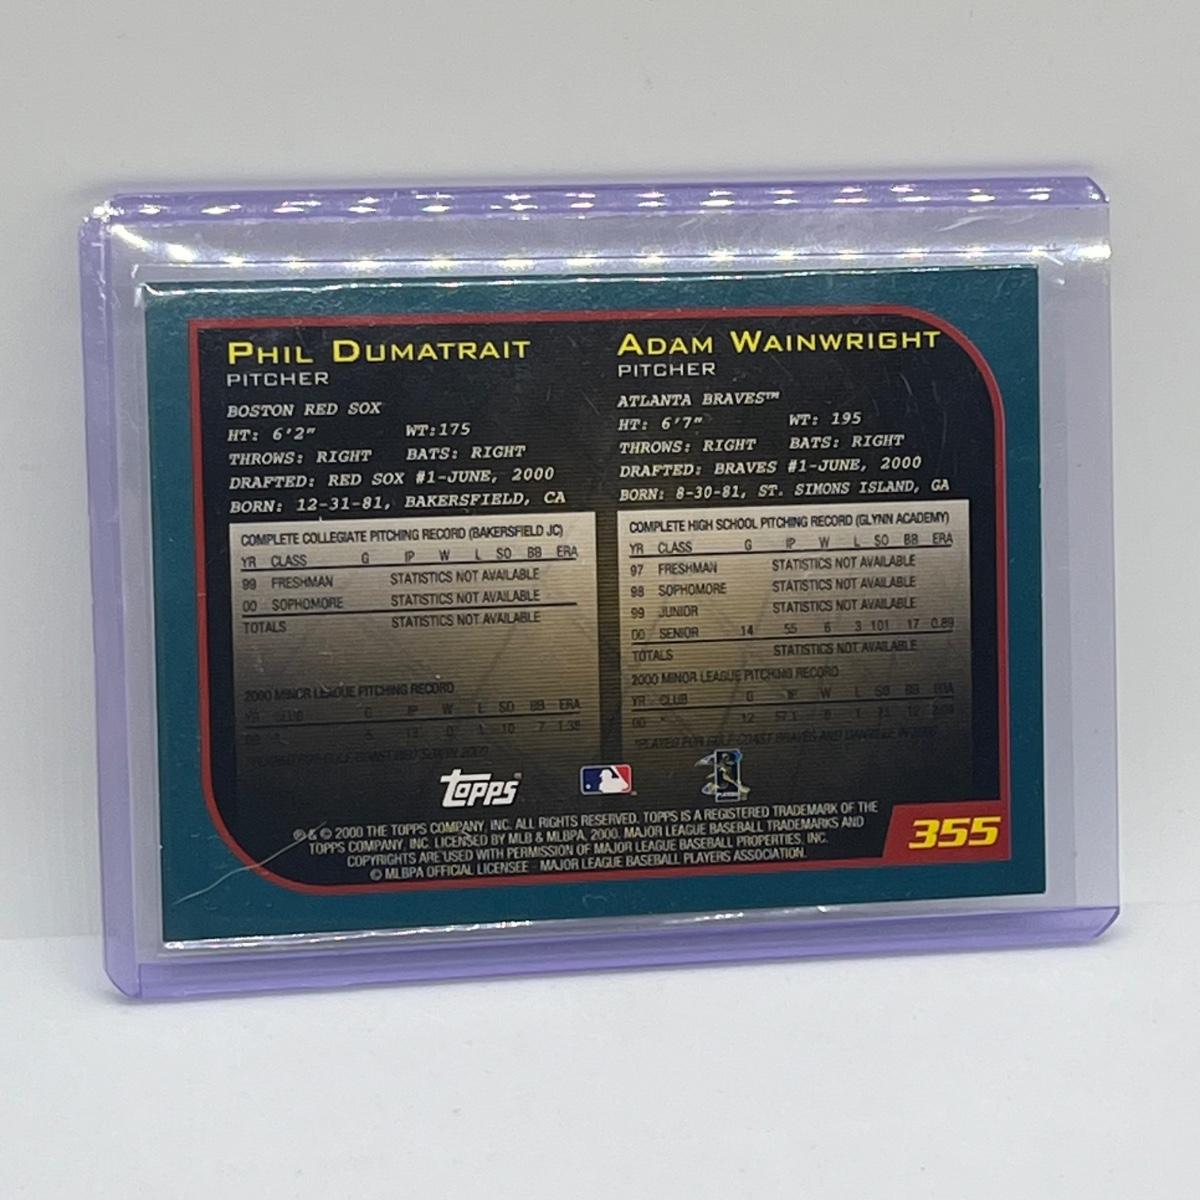 PHIL DUMATRAIT
PITCHER
BOSTON RED SOX
HT: 6'2" WT:175
THROWS: RIGHT BATS: RIGHT
DRAFTED: RED SOX #1-JUNE, 2000
BORN: 12-31-81, BAKERSFIELD, CA
COMPLETE COLLEGIATE PITCHING RECORD (BAKERSFIELD JC)
YR CLASS G IP W L SO BB ERA
99 FRESHMAN STATISTICS NOT AVAILABLE
00 SOPHOMORE STATISTICS NOT AVAILABLE
TOTALS STATISTICS NOT AVAILABLE
2000 MINOR LEAGUE PITCHING RECORD
YR CLUB G IP W L SO BB ERA
ADAM WAINWRIGHT
PITCHER
ATLANTA BRAVES™
HT: 6'7" WT: 195
THROWS: RIGHT BATS: RIGHT
DRAFTED: BRAVES #1-JUNE, 2000
BORN: 8-30-81, ST. SIMONS ISLAND, GA
COMPLETE HIGH SCHOOL PITCHING RECORD (GLYNN ACADEMY)
YR CLASS G IP W L SO BB ERA
97 FRESHMAN STATISTICS NOT AVAILABLE
98 SOPHOMORE STATISTICS NOT AVAILABLE
99 JUNIOR STATISTICS NOT AVAILABLE
00 SENIOR 14 55 6 3 101 17 0.89
TOTALS STATISTICS NOT AVAILABLE
2000 MINOR LEAGUE PITCHING RECORD
YR CLUB G IP W L SO BB ERA
*PLAYED FOR GULF COAST BRAVES AND DANVILLE IN 2000
Topps
® & © 2000 THE TOPPS COMPANY, INC. ALL RIGHTS RESERVED. TOPPS IS A REGISTERED TRADEMARK OF THE
TOPPS COMPANY, INC. LICENSED BY MLB & MLBPA, 2000. MAJOR LEAGUE BASEBALL TRADEMARKS AND
COPYRIGHTS ARE USED WITH PERMISSION OF MAJOR LEAGUE BASEBALL PROPERTIES, INC.
© MLBPA OFFICIAL LICENSEE - MAJOR LEAGUE BASEBALL PLAYERS ASSOCIATION.
355